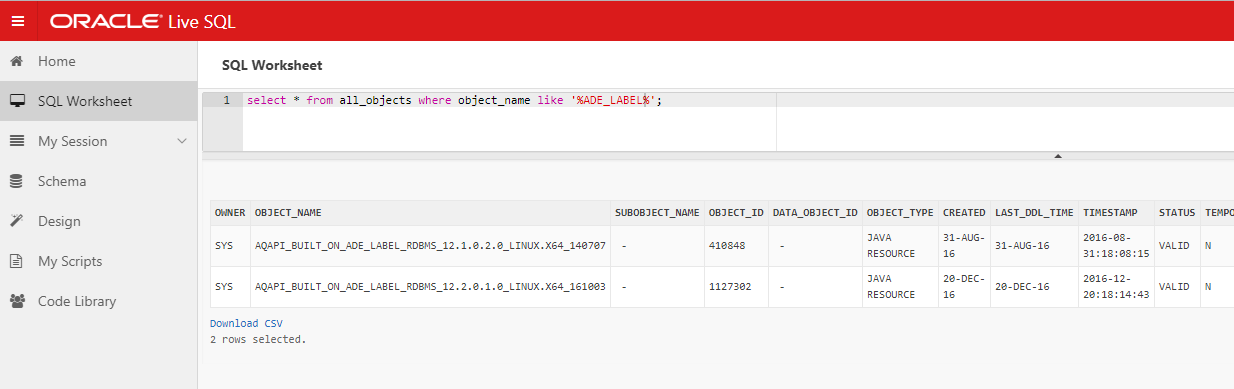 ORACLE Live SQL
Home
SQL Worksheet
My Session
Schema
Design
My Scripts
Code Library
SQL Worksheet
1 select * from all_objects where object_name like '%ADE_LABEL%';
OWNER OBJECT_NAME SUBOBJECT_NAME OBJECT_ID DATA_OBJECT_ID OBJECT_TYPE CREATED LAST_DDL_TIME TIMESTAMP STATUS TEMPO
SYS AQAPI_BUILT_ON_ADE_LABEL_RDBMS_12.1.0.2.0_LINUX.X64_140707 - 410848 - JAVA RESOURCE 31-AUG-16 31-AUG-16 2016-08-31:18:08:15 VALID N
SYS AQAPI_BUILT_ON_ADE_LABEL_RDBMS_12.2.0.1.0_LINUX.X64_161003 - 1127302 - JAVA RESOURCE 20-DEC-16 20-DEC-16 2016-12-20:18:14:43 VALID N
Download CSV
2 rows selected.